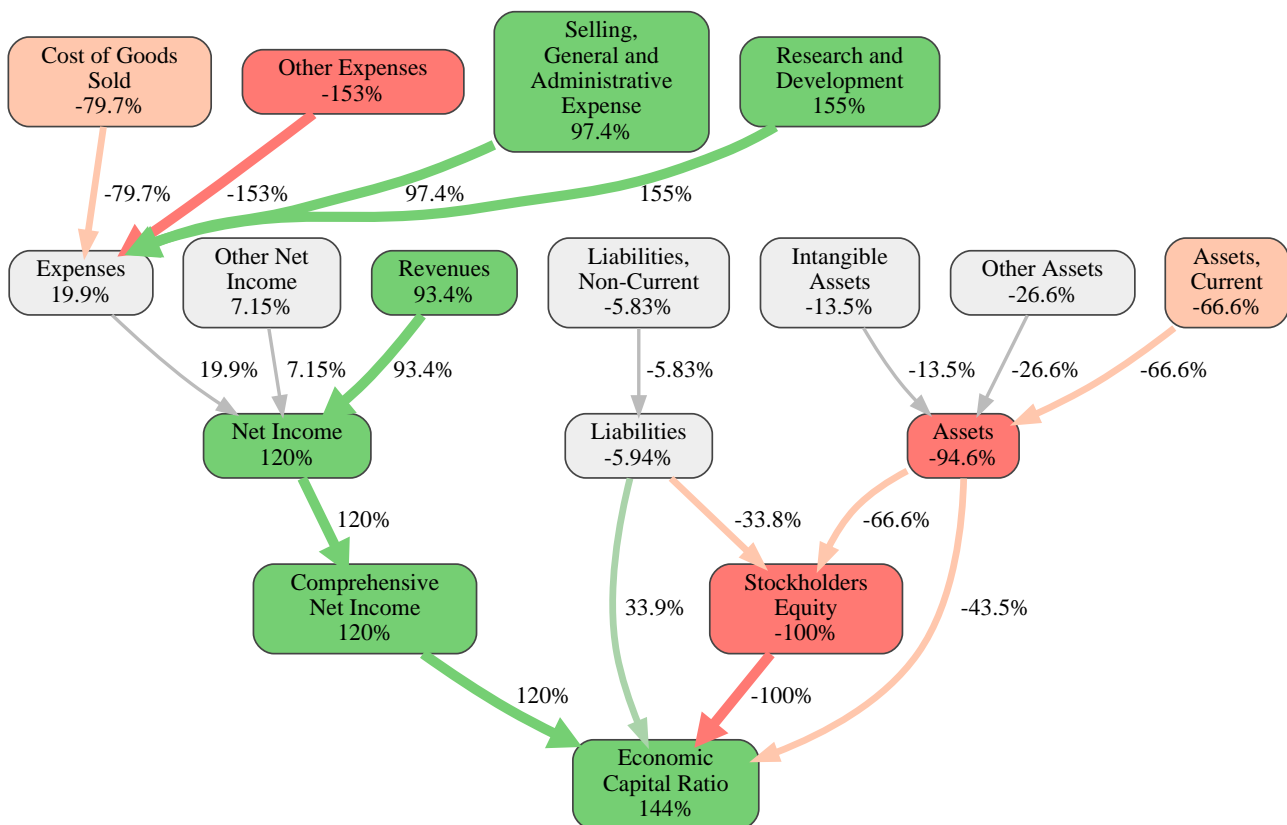 Cost of Goods
Sold
-79.7%
Other Expenses
-153%
Selling,
General and
Administrative
Expense
97.4%
Research and
Development
155%
-79.7%
-153%
97.4%
155%
Expenses
19.9%
Other Net
Income
7.15%
Revenues
93.4%
Liabilities,
Non-Current
-5.83%
Intangible
Assets
-13.5%
Other Assets
-26.6%
Assets,
Current
-66.6%
19.9%
7.15%
93.4%
-5.83%
-13.5%
-26.6%
-66.6%
Net Income
120%
Liabilities
-5.94%
Assets
-94.6%
120%
-33.8%
-66.6%
Comprehensive
Net Income
120%
33.9%
Stockholders
Equity
-100%
-43.5%
120%
-100%
Economic
Capital Ratio
144%